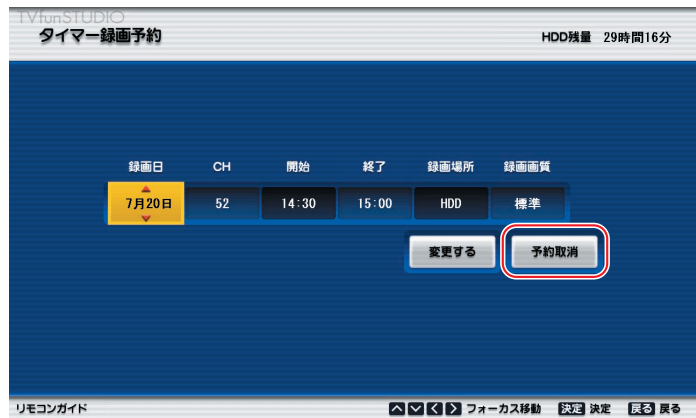 TVfunSTUDIO
タイマー録画予約 HDD残量 29時間16分
録画日 CH 開始 終了 録画場所 録画画質
7月20日 52 14:30 15:00 HDD 標準
変更する 予約取消
リモコンガイド フォーカス移動 決定 決定 戻る 戻る